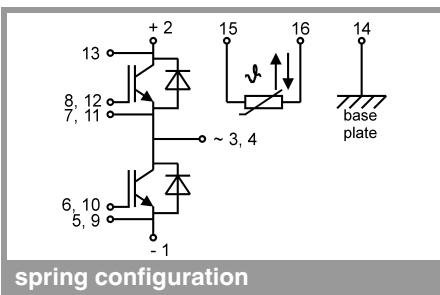 + 2
15
16
14
13
ϑ
8, 12
7, 11
base
plate
~ 3, 4
6, 10
5, 9
- 1
spring configuration